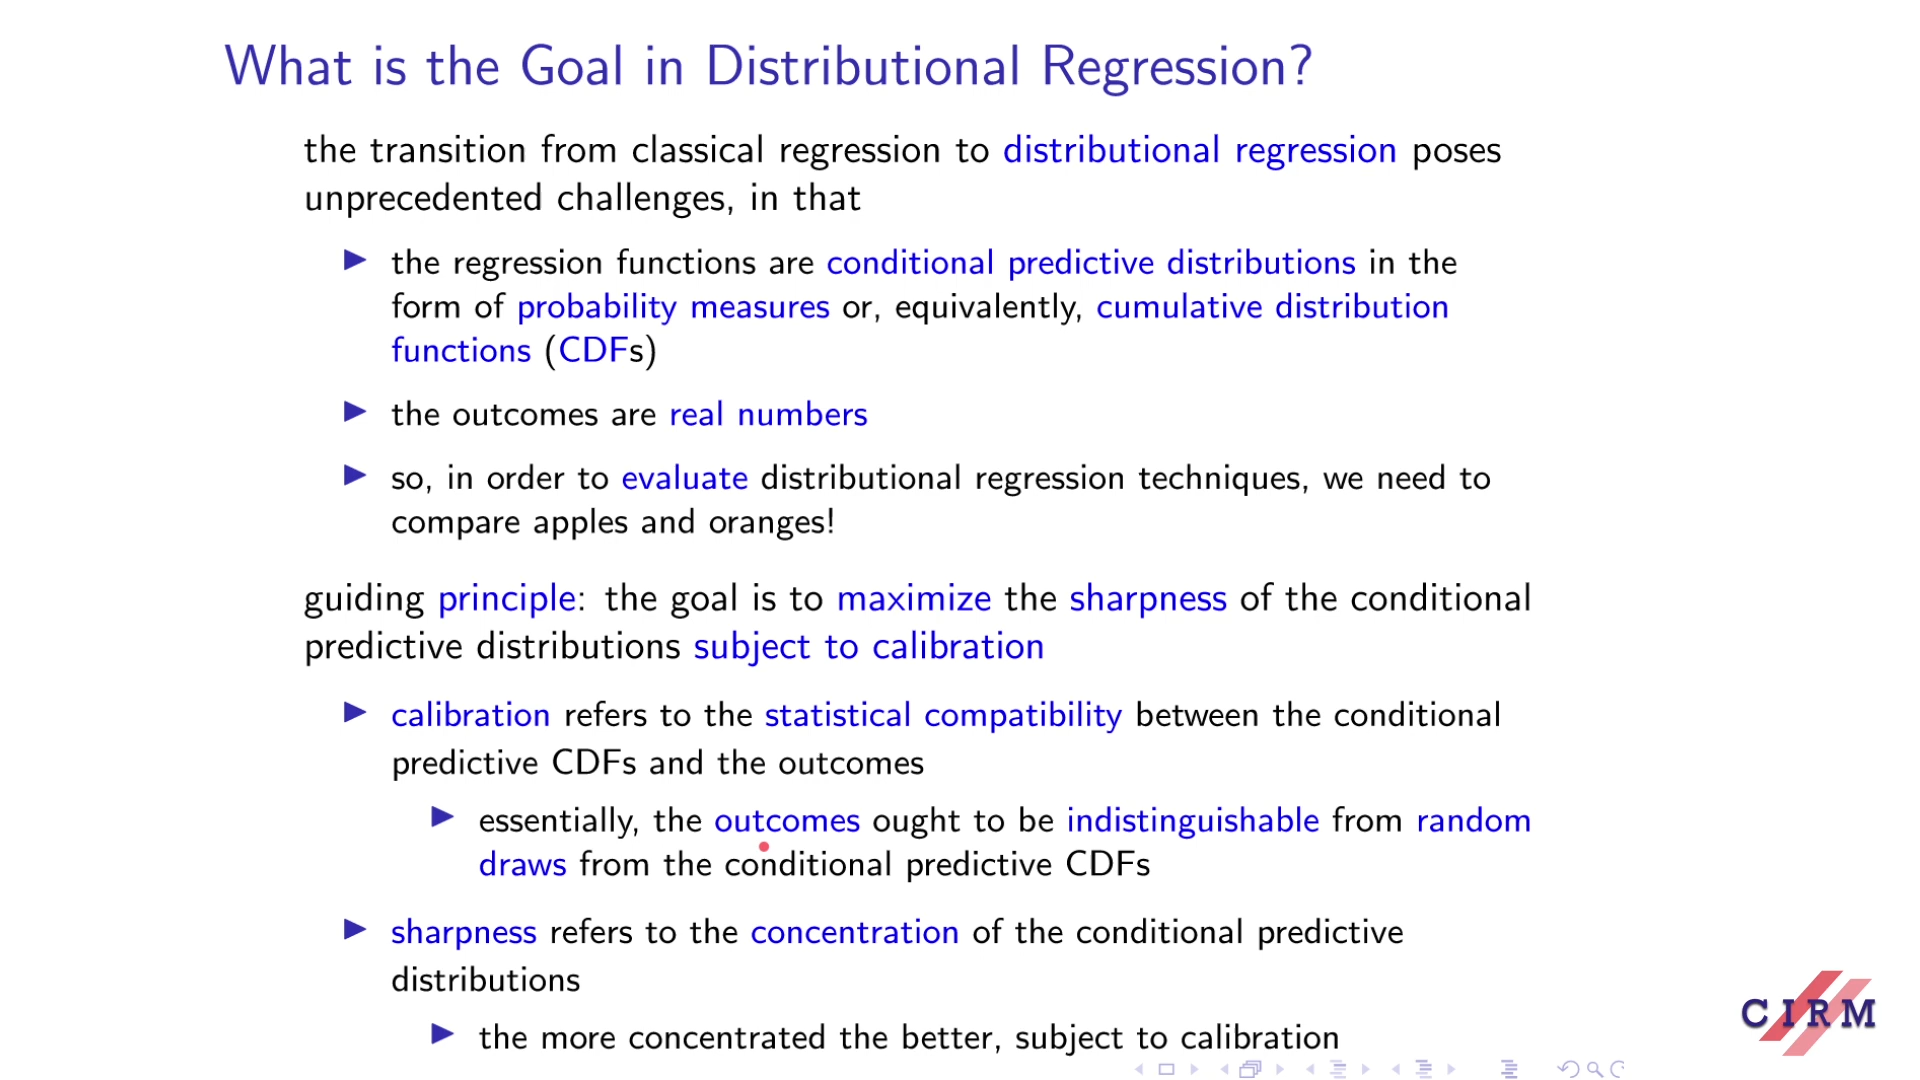 What is the Goal in Distributional Regression?
the transition from classical regression to distributional regression poses
unprecedented challenges, in that
the regression functions are conditional predictive distributions in the
form of probability measures or, equivalently, cumulative distribution
functions (CDFs)
the outcomes are real numbers
so, in order to evaluate distributional regression techniques, we need to
compare apples and oranges!
guiding principle: the goal is to maximize the sharpness of the conditional
predictive distributions subject to calibration
calibration refers to the statistical compatibility between the conditional
predictive CDFs and the outcomes
essentially, the outcomes ought to be indistinguishable from random
draws from the conditional predictive CDFs
sharpness refers to the concentration of the conditional predictive
distributions
the more concentrated the better, subject to calibration
CIRM